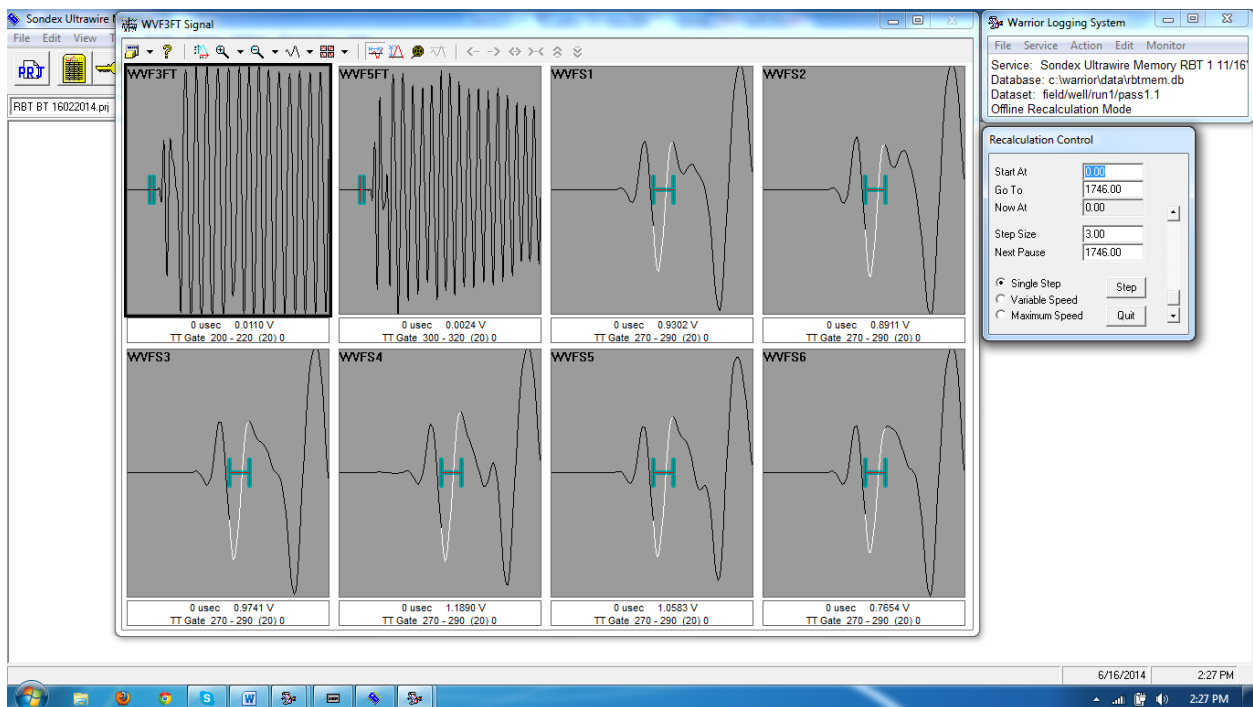 Sondex Ultrawire
File Edit View
PRJ
RBT BT 16022014.prj
WVF3FT Signal
WVF3FT
0 usec 0.0110 V
TT Gate 200 - 220 (20) 0
WVF5FT
0 usec 0.0024 V
TT Gate 300 - 320 (20) 0
WVFS1
0 usec 0.9302 V
TT Gate 270 - 290 (20) 0
WVFS2
0 usec 0.8911 V
TT Gate 270 - 290 (20) 0
WVFS3
0 usec 0.9741 V
TT Gate 270 - 290 (20) 0
WVFS4
0 usec 1.1890 V
TT Gate 270 - 290 (20) 0
WVFS5
0 usec 1.0583 V
TT Gate 270 - 290 (20) 0
WVFS6
0 usec 0.7654 V
TT Gate 270 - 290 (20) 0
Warrior Logging System
File Service Action Edit Monitor
Service: Sondex Ultrawire Memory RBT 1 11/16"
Database: c:\warrior\data\rbtmem.db
Dataset: field/well/run1/pass1.1
Offline Recalculation Mode
Recalculation Control
Start At 0.00
Go To 1746.00
Now At 0.00
Step Size 3.00
Next Pause 1746.00
Single Step
Variable Speed
Maximum Speed
Step
Quit
6/16/2014 2:27 PM
2:27 PM